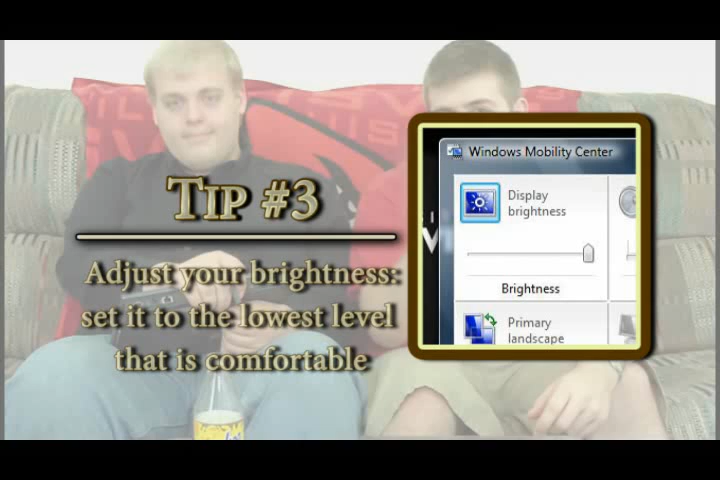 TIP #3
Adjust your brightness:
set it to the lowest level
that is comfortable
Windows Mobility Center
Display
brightness
Brightness
Primary
landscape